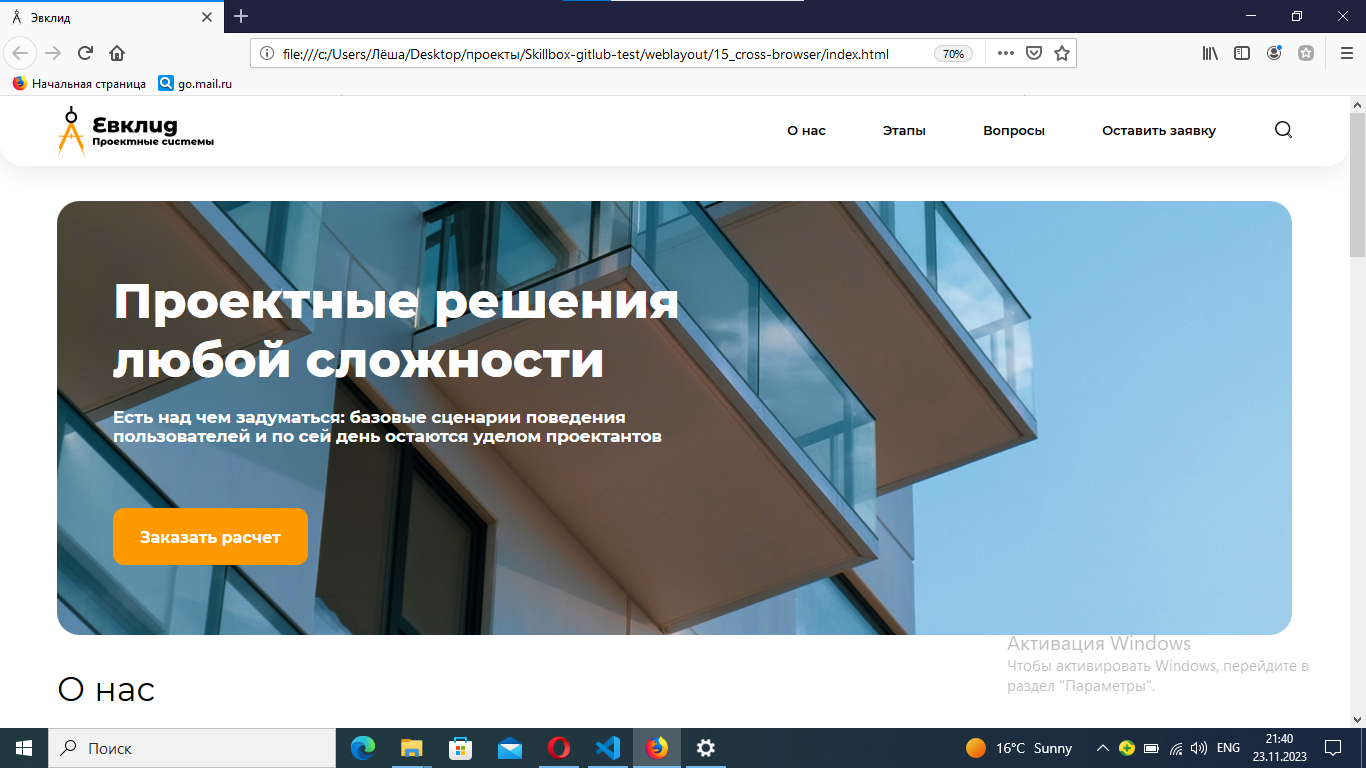 Эвклид
file:///c:/Users/Лёша/Desktop/проекты/Skillbox-gitlub-test/weblayout/15_cross-browser/index.html
70%
Начальная страница
go.mail.ru
Евклид
Проектные системы
О нас
Этапы
Вопросы
Оставить заявку
Проектные решения
любой сложности
Есть над чем задуматься: базовые сценарии поведения
пользователей и по сей день остаются уделом проектантов
Заказать расчет
О нас
Активация Windows
Чтобы активировать Windows, перейдите в
раздел "Параметры".
Поиск
16°C Sunny
ENG
21:40
23.11.2023